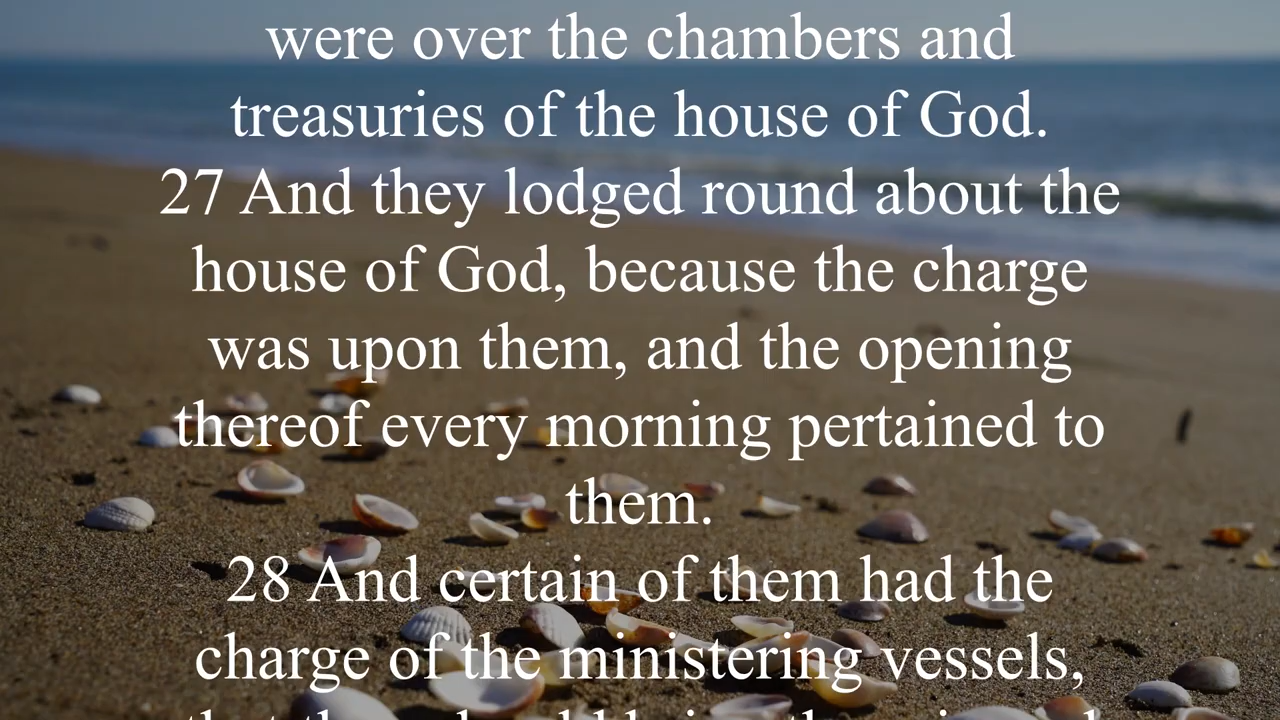 were over the chambers and
treasuries of the house of God.
27 And they lodged round about the
house of God, because the charge
was upon them, and the opening
thereof every morning pertained to
them.
28 And certain of them had the
charge of the ministering vessels,